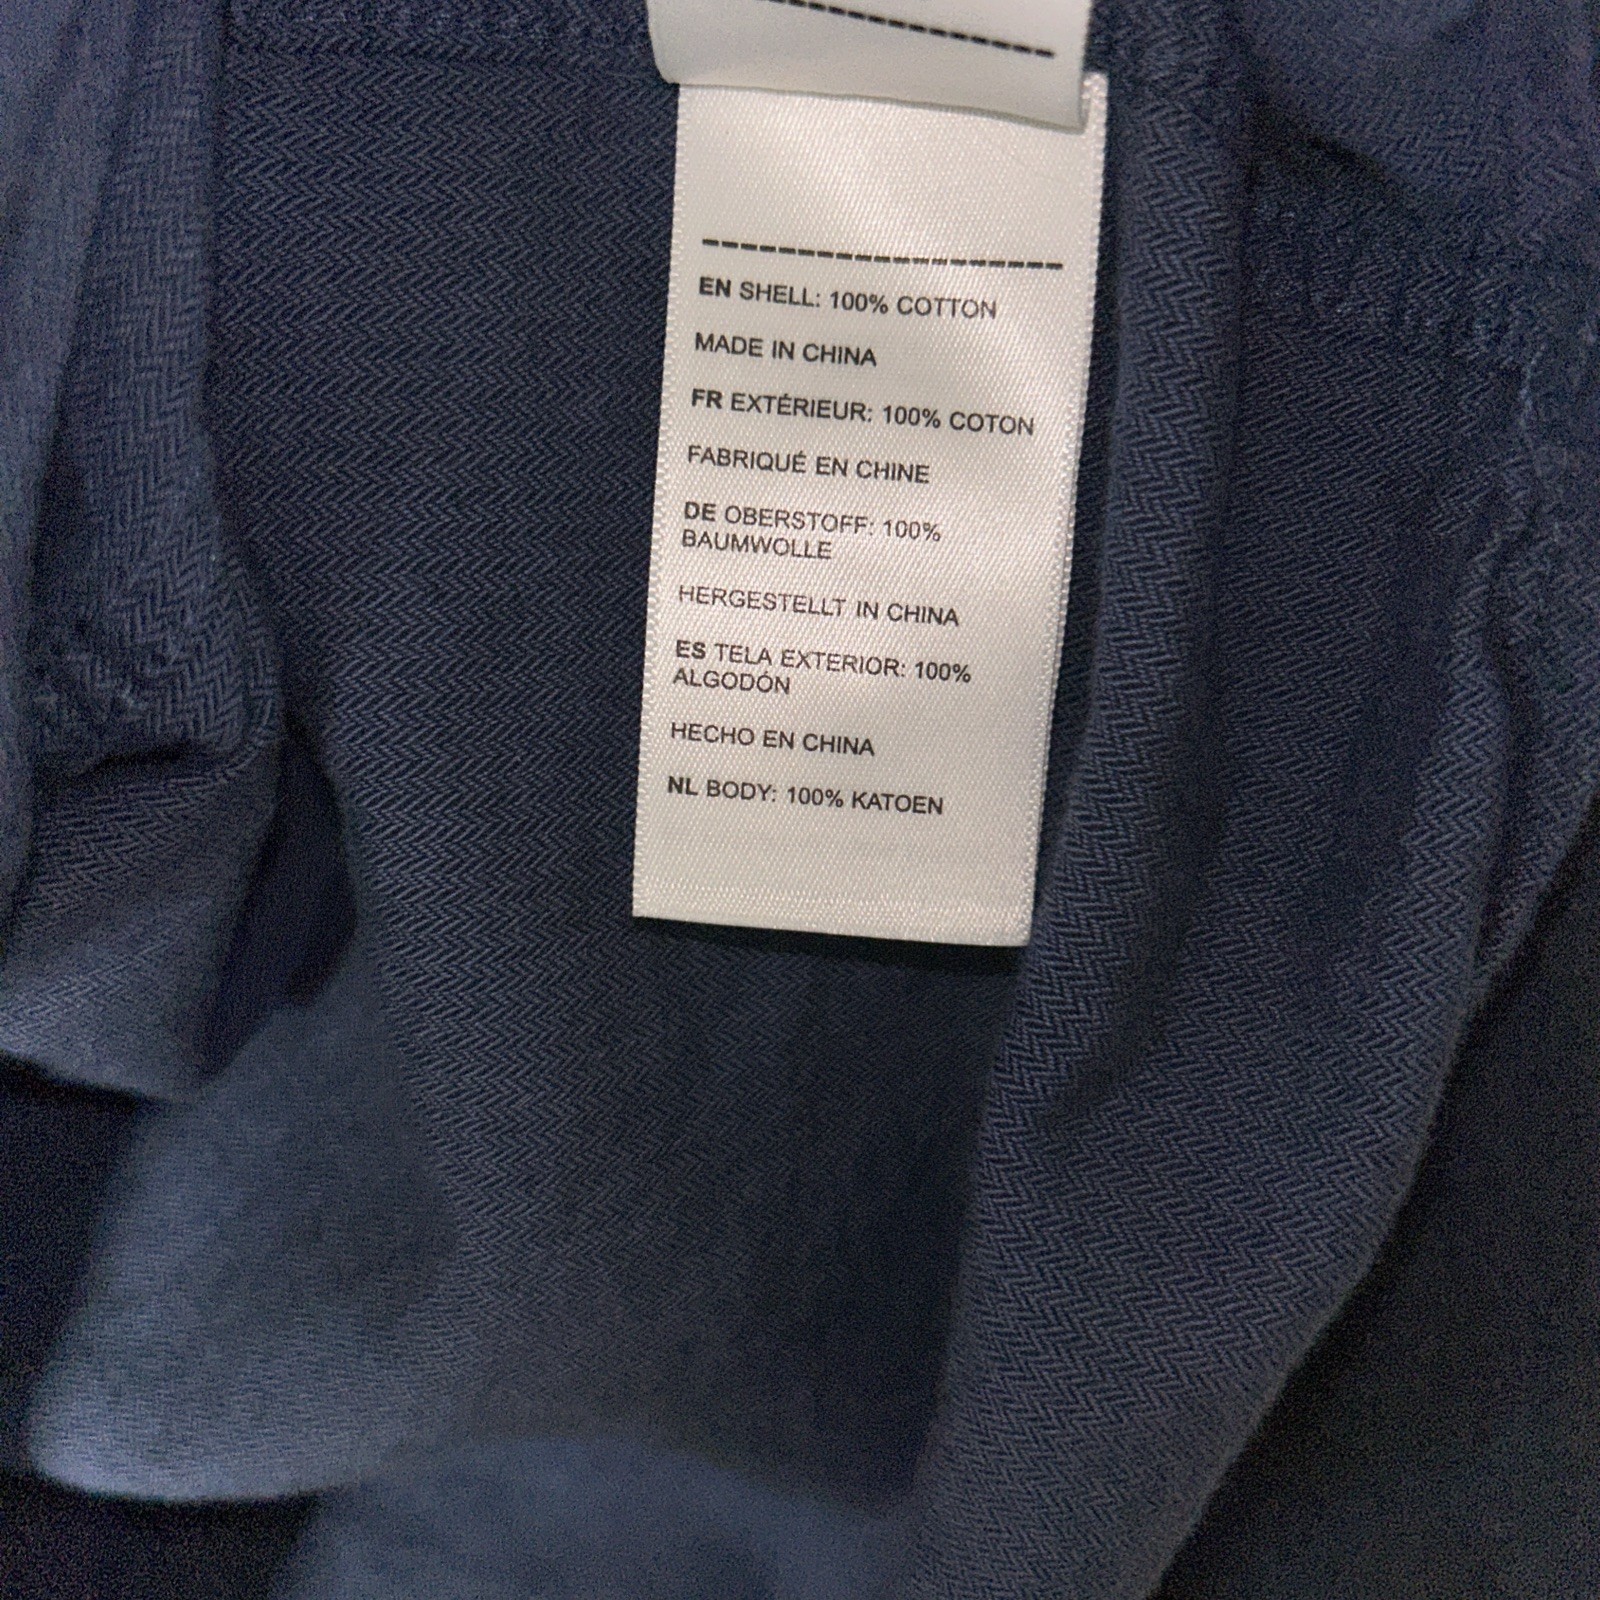 EN SHELL: 100% COTTON
MADE IN CHINA
FR EXTÉRIEUR: 100% COTON
FABRIQUÉ EN CHINE
DE OBERSTOFF: 100%
BAUMWOLLE
HERGESTELLT IN CHINA
ES TELA EXTERIOR: 100%
ALGODÓN
HECHO EN CHINA
NL BODY: 100% KATOEN